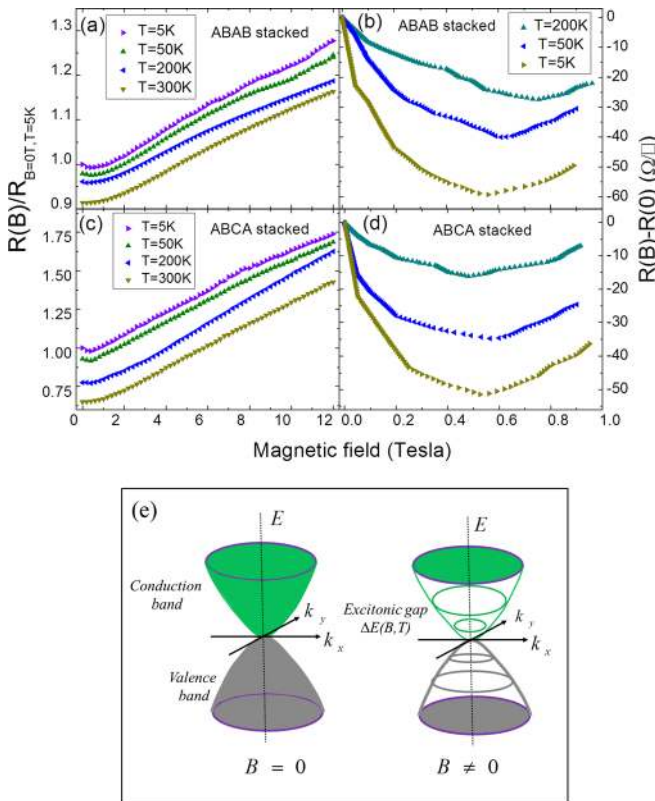 (a)
T=5K
T=50K
T=200K
T=300K
ABAB stacked
1.3
1.2
1.1
1.0
0.9
(b)
ABAB stacked
T=200K
T=50K
T=5K
0
-10
-20
-30
-40
-50
-60
R(B)/R_{B=0T,T=5K}
R(B)-R(0) (Ω/□)
(c)
T=5K
T=50K
T=200K
T=300K
ABCA stacked
1.75
1.50
1.25
1.00
0.75
(d)
ABCA stacked
0
-10
-20
-30
-40
-50
0 2 4 6 8 10 12
0.0 0.2 0.4 0.6 0.8 1.0
Magnetic field (Tesla)
(e)
E
Conduction
band
k_y
k_x
Valence
band
B = 0
E
Excitonic gap
ΔE(B,T)
k_y
k_x
B ≠ 0